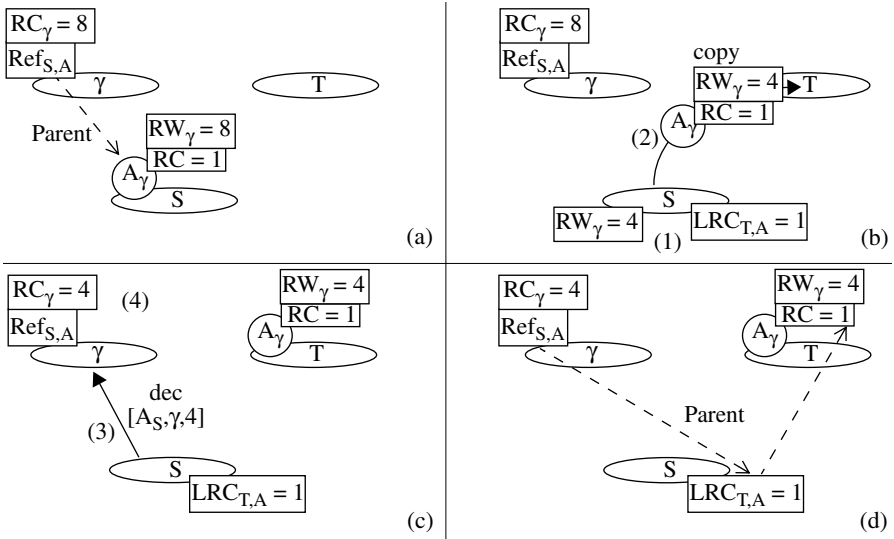 RCγ = 8
RefS,A
γ
T
Parent
RWγ = 8
RC = 1
Aγ
S
(a)
RCγ = 8
RefS,A
γ
copy
RWγ = 4
T
RC = 1
Aγ
(2)
S
RWγ = 4
(1)
LRCT,A = 1
(b)
RCγ = 4
(4)
RefS,A
γ
RWγ = 4
RC = 1
Aγ
T
dec
[AS,γ,4]
(3)
S
LRCT,A = 1
(c)
RCγ = 4
RefS,A
γ
RWγ = 4
RC = 1
Aγ
T
Parent
S
LRCT,A = 1
(d)